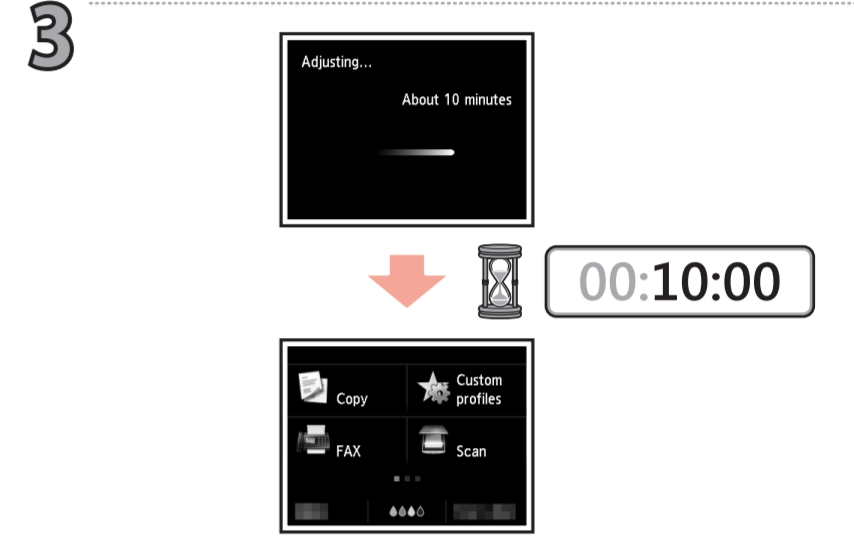 3
Adjusting...
About 10 minutes
00:10:00
Copy
Custom
profiles
FAX
Scan